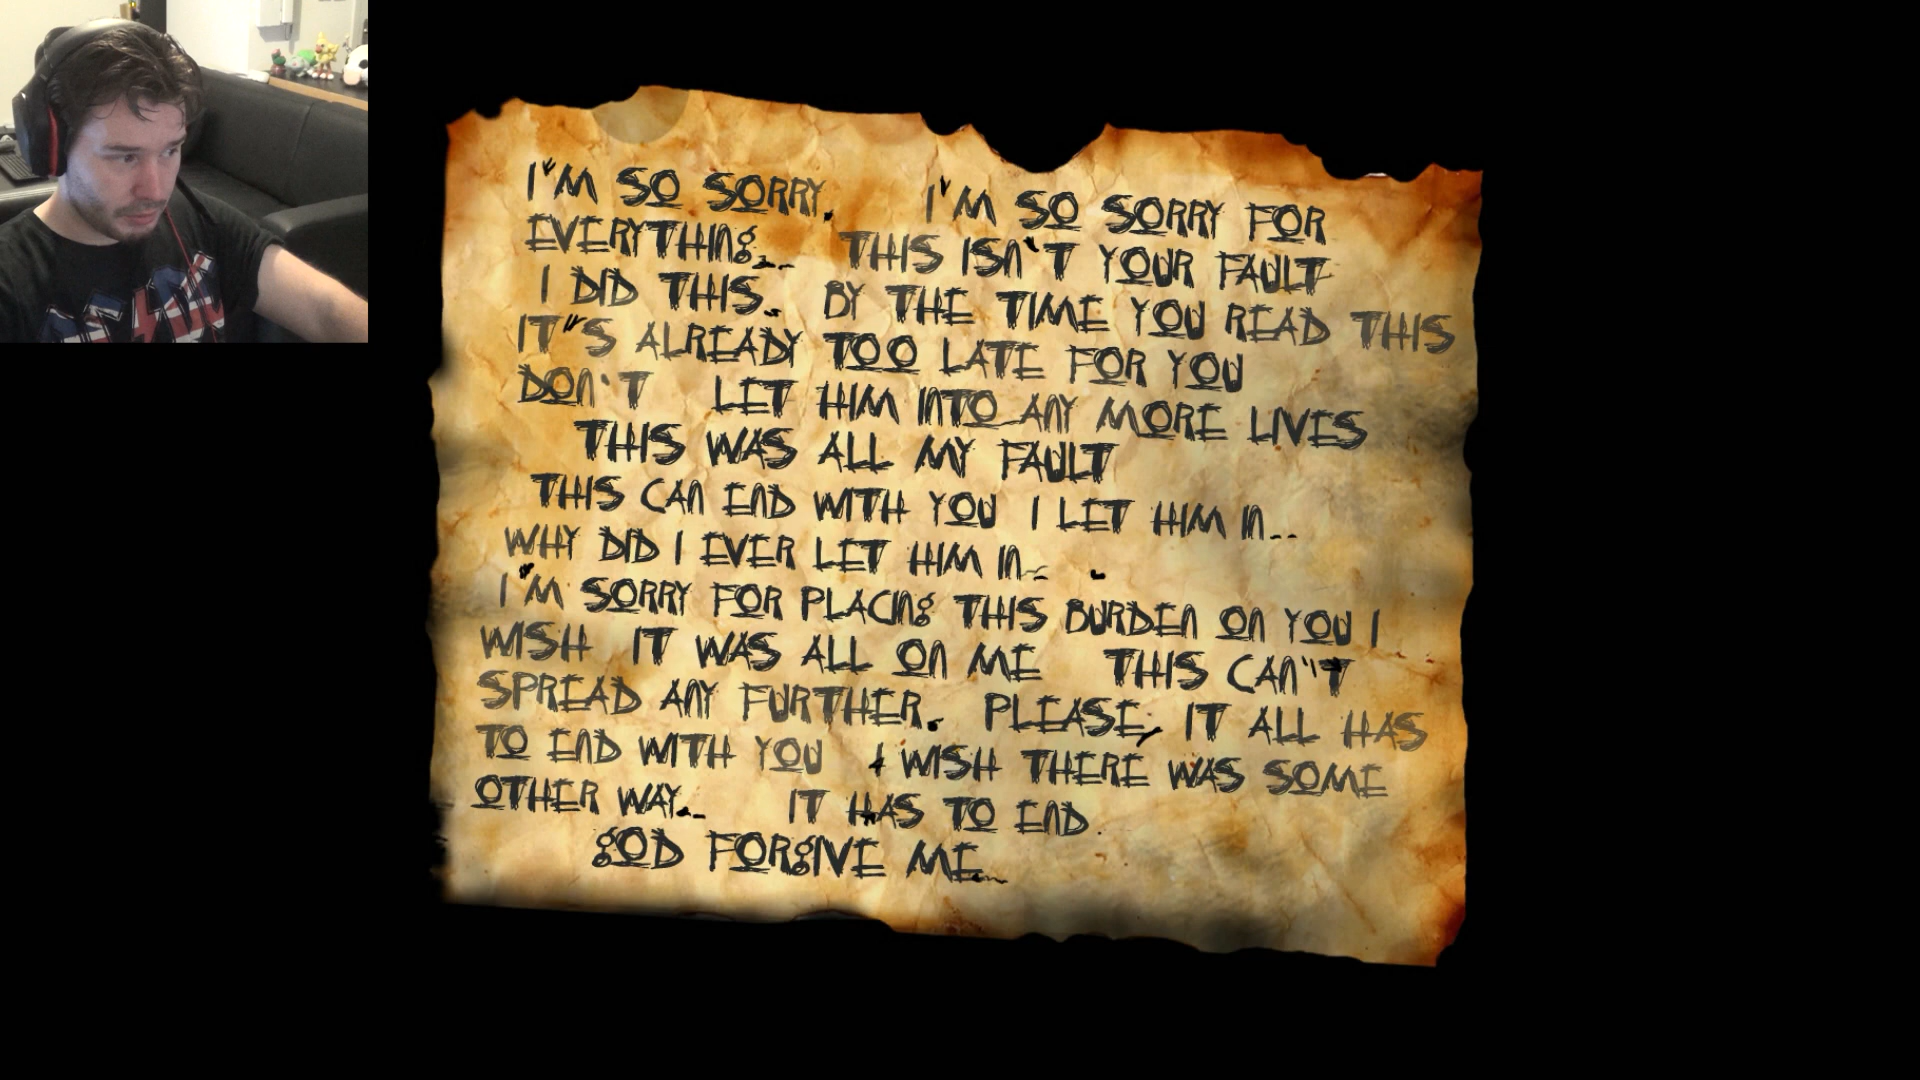 I'M SO SORRY. I'M SO SORRY FOR
EVERYTHING... THIS ISN'T YOUR FAULT
I DID THIS.. BY THE TIME YOU READ THIS
IT"S ALREADY TOO LATE FOR YOU
DON'T LET HIM INTO ANY MORE LIVES
THIS WAS ALL MY FAULT
THIS CAN END WITH YOU I LET HIM IN...
WHY DID I EVER LET HIM IN...
I'M SORRY FOR PLACING THIS BURDEN ON YOU I
WISH IT WAS ALL ON ME THIS CAN'T
SPREAD ANY FURTHER. PLEASE, IT ALL HAS
TO END WITH YOU I WISH THERE WAS SOME
OTHER WAY... IT HAS TO END.
GOD FORGIVE ME...